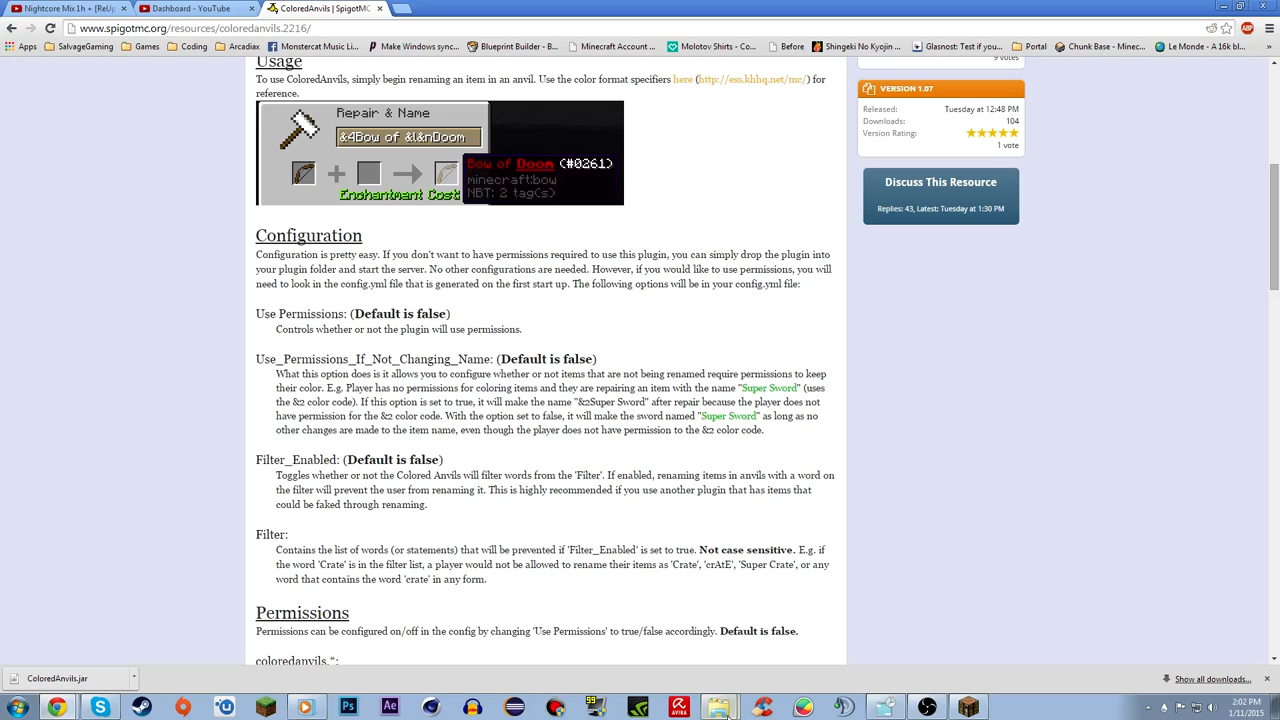 Nightcore Mix 1h + [ReUp
Dashboard - YouTube
ColoredAnvils | SpigotMC
www.spigotmc.org/resources/coloredanvils.2216/
Apps
SalvageGaming
Games
Coding
Arcadiax
Monstercat Music Li...
Make Windows sync...
Blueprint Builder - M...
Minecraft Account ...
Molotov Shirts - Co...
Before
Shingeki No Kyojin ...
Glasnost: Test if you...
Portal
Chunk Base - Minec...
Le Monde - A 16k bl...
Usage
To use ColoredAnvils, simply begin renaming an item in an anvil. Use the color format specifiers here (http://ess.khhq.net/mc/) for
reference.
Repair & Name
&4Bow of &l&nDoom
Bow of Doom (#0261)
minecraft:bow
NBT: 2 tag(s)
Enchantment Cost:
Configuration
Configuration is pretty easy. If you don't want to have permissions required to use this plugin, you can simply drop the plugin into
your plugin folder and start the server. No other configurations are needed. However, if you would like to use permissions, you will
need to look in the config.yml file that is generated on the first start up. The following options will be in your config.yml file:
Use Permissions: (Default is false)
Controls whether or not the plugin will use permissions.
Use_Permissions_If_Not_Changing_Name: (Default is false)
What this option does is it allows you to configure whether or not items that are not being renamed require permissions to keep
their color. E.g. Player has no permissions for coloring items and they are repairing an item with the name "Super Sword" (uses
the &2 color code). If this option is set to true, it will make the name "&2Super Sword" after repair because the player does not
have permission for the &2 color code. With the option set to false, it will make the sword named "Super Sword" as long as no
other changes are made to the item name, even though the player does not have permission to the &2 color code.
Filter_Enabled: (Default is false)
Toggles whether or not the Colored Anvils will filter words from the 'Filter'. If enabled, renaming items in anvils with a word on
the filter will prevent the user from renaming it. This is highly recommended if you use another plugin that has items that
could be faked through renaming.
Filter:
Contains the list of words (or statements) that will be prevented if 'Filter_Enabled' is set to true. Not case sensitive. E.g. if
the word 'Crate' is in the filter list, a player would not be allowed to rename their items as 'Crate', 'crAtE', 'Super Crate', or any
word that contains the word 'crate' in any form.
Permissions
Permissions can be configured on/off in the config by changing 'Use Permissions' to true/false accordingly. Default is false.
coloredanvils.*:
9 votes
VERSION 1.07
Released: Tuesday at 12:48 PM
Downloads: 104
Version Rating:
1 vote
Discuss This Resource
Replies: 43, Latest: Tuesday at 1:30 PM
ColoredAnvils.jar
Show all downloads...
99
2:02 PM
1/11/2015